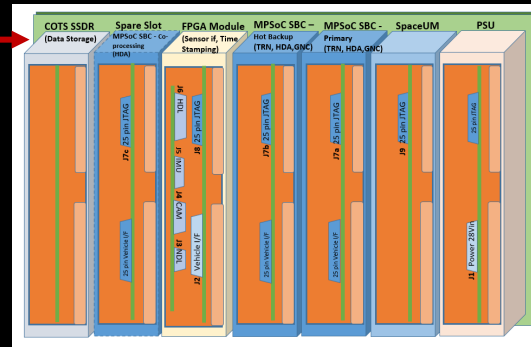 COTS SSDR
(Data Storage)
Spare Slot
MPSoC SBC - Co-
processing
(HDA)
FPGA Module
(Sensor if, Time
Stamping)
MPSoC SBC –
Hot Backup
(TRN, HDA,GNC)
MPSoC SBC -
Primary
(TRN, HDA,GNC)
SpaceUM
PSU
J7c
25 pin JTAG
25 pin Vehicle I/F
J6
HDL
J5
IMU
J4
CAM
J3
NDL
J8
25 pin JTAG
J2
Vehicle I/F
J7b
25 pin JTAG
25 pin Vehicle I/F
J7a
25 pin JTAG
25 pin Vehicle I/F
J9
25 pin JTAG
25 pin JTAG
J1
Power 28Vin